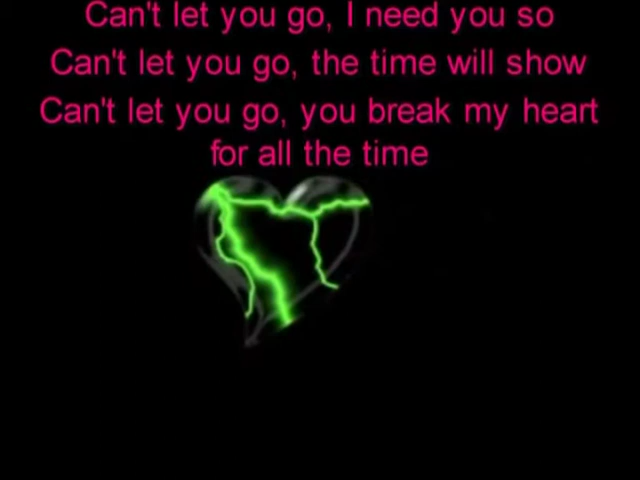 Can't let you go, I need you so
Can't let you go, the time will show
Can't let you go, you break my heart
for all the time